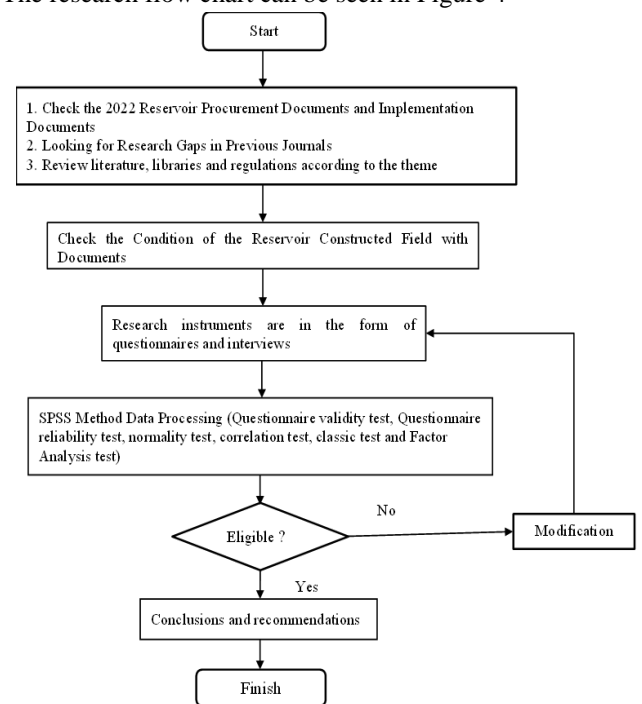 The research flow chart can be seen in Figure 4
Start
1. Check the 2022 Reservoir Procurement Documents and Implementation
Documents
2. Looking for Research Gaps in Previous Journals
3. Review literature, libraries and regulations according to the theme
Check the Condition of the Reservoir Constructed Field with
Documents
Research instruments are in the form of
questionnaires and interviews
SPSS Method Data Processing (Questionnaire validity test, Questionnaire
reliability test, normality test, correlation test, classic test and Factor
Analysis test)
Eligible ?
No
Modification
Yes
Conclusions and recommendations
Finish